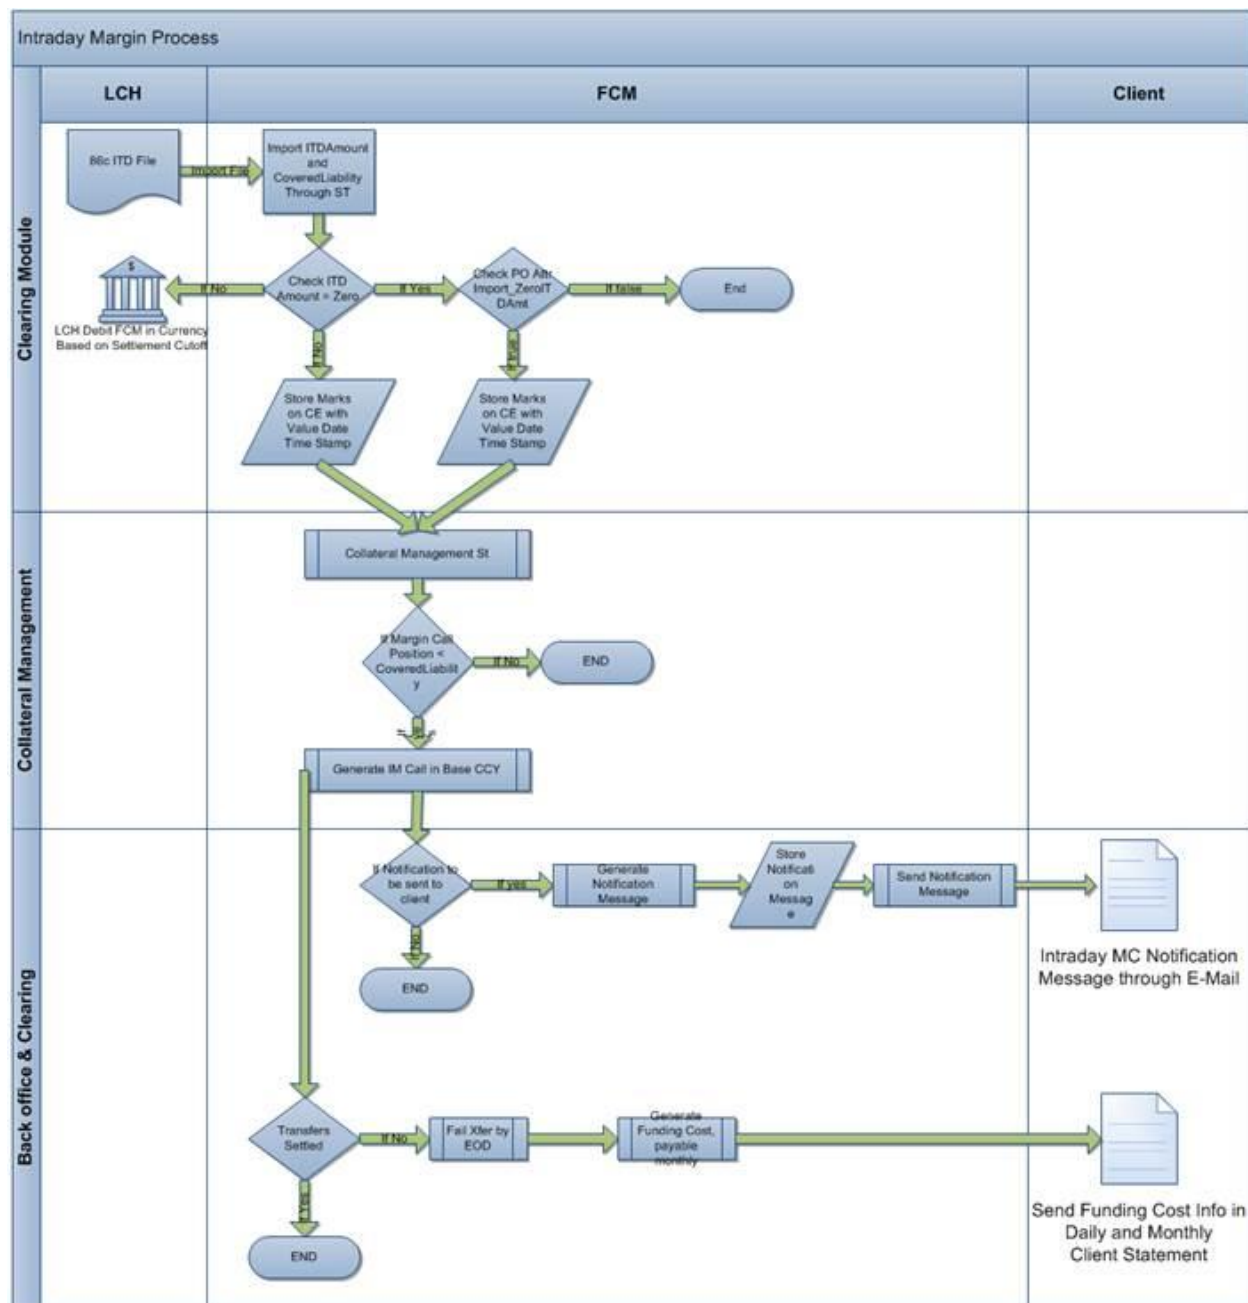 Intraday Margin Process
LCH
FCM
Client
Clearing Module
86c ITD File
Import File
Import ITDAmount
and
CoveredLiability
Through ST
If No
Check ITD
Amount = Zero
If Yes
Check PO Attr
Import_ZeroIT
DAmt
If false
End
$
LCH Debit FCM in Currency
Based on Settlement Cutoff
If No
If true
Store Marks
on CE with
Value Date
Time Stamp
Store Marks
on CE with
Value Date
Time Stamp
Collateral Management
Collateral Management St
If Margin Call
Position <
CoveredLiabilit
y
If No
END
Generate IM Call in Base CCY
Back office & Clearing
If Notification to
be sent to
client
If yes
Generate
Notification
Message
Store
Notificati
on
Messag
e
Send Notification
Message
Intraday MC Notification
Message through E-Mail
If No
END
Transfers
Settled
If No
Fail Xfer by
EOD
Generate
Funding Cost,
payable
monthly
Send Funding Cost Info in
Daily and Monthly
Client Statement
If Yes
END